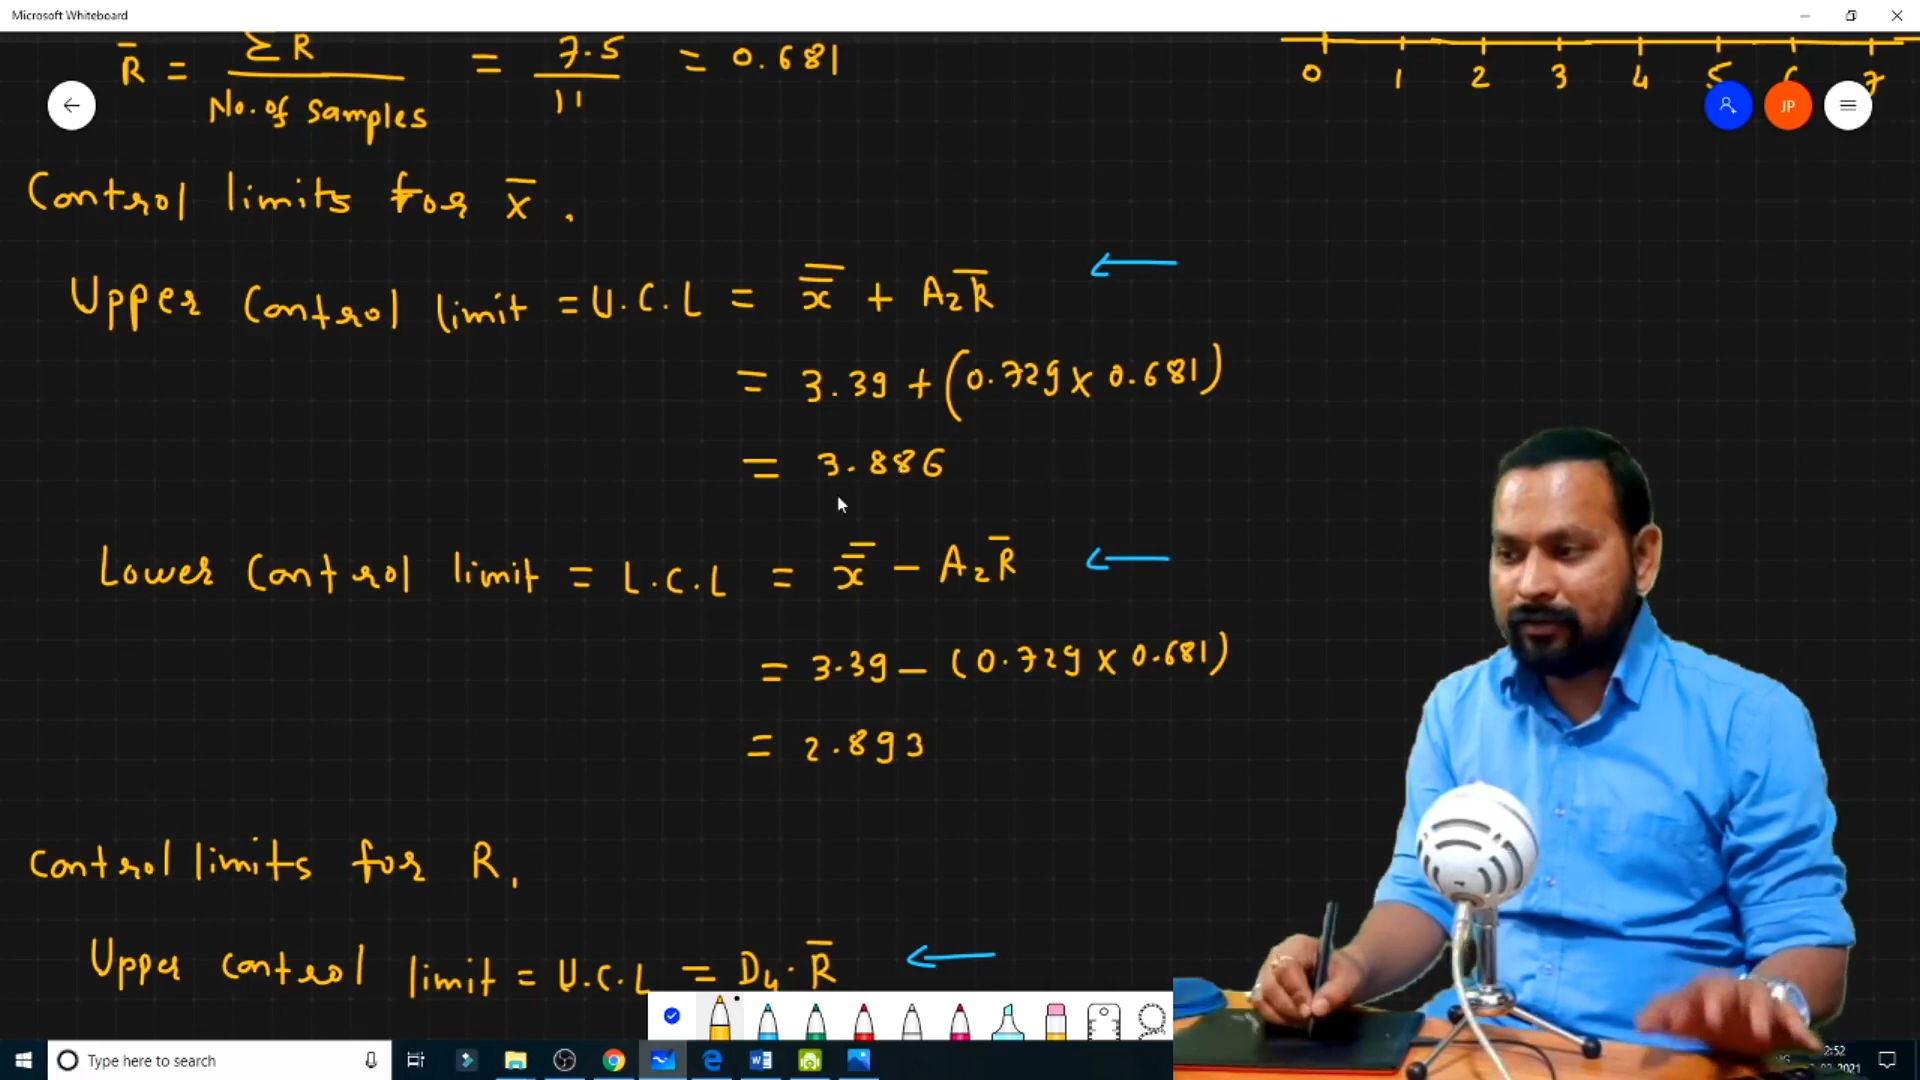 Microsoft Whiteboard
R̄ = ΣR / No. of samples = 7.5 / 11 = 0.681
0 1 2 3 4 5 6 7
JP
Control limits for x̄ .
Upper control limit = U.C.L = x̿ + A₂R̄
= 3.39 + (0.729 x 0.681)
= 3.886
Lower control limit = L.C.L = x̿ - A₂R̄
= 3.39 - (0.729 x 0.681)
= 2.893
control limits for R,
Upper control limit = U.C.L = D₄ . R̄
Type here to search
2:52
2021